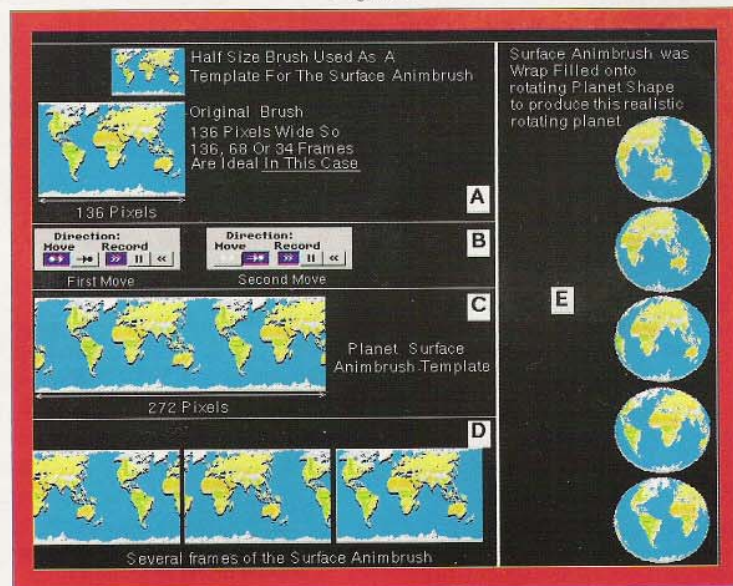 Half Size Brush Used As A
Template For The Surface Animbrush
Original Brush
136 Pixels Wide So
136, 68 Or 34 Frames
Are Ideal In This Case
136 Pixels
A
Direction:
Move Record
First Move
Direction:
Move Record
Second Move
B
C
Planet Surface
Animbrush Template
272 Pixels
D
Several frames of the Surface Animbrush
Surface Animbrush was
Wrap Filled onto
rotating Planet Shape
to produce this realistic
rotating planet
E